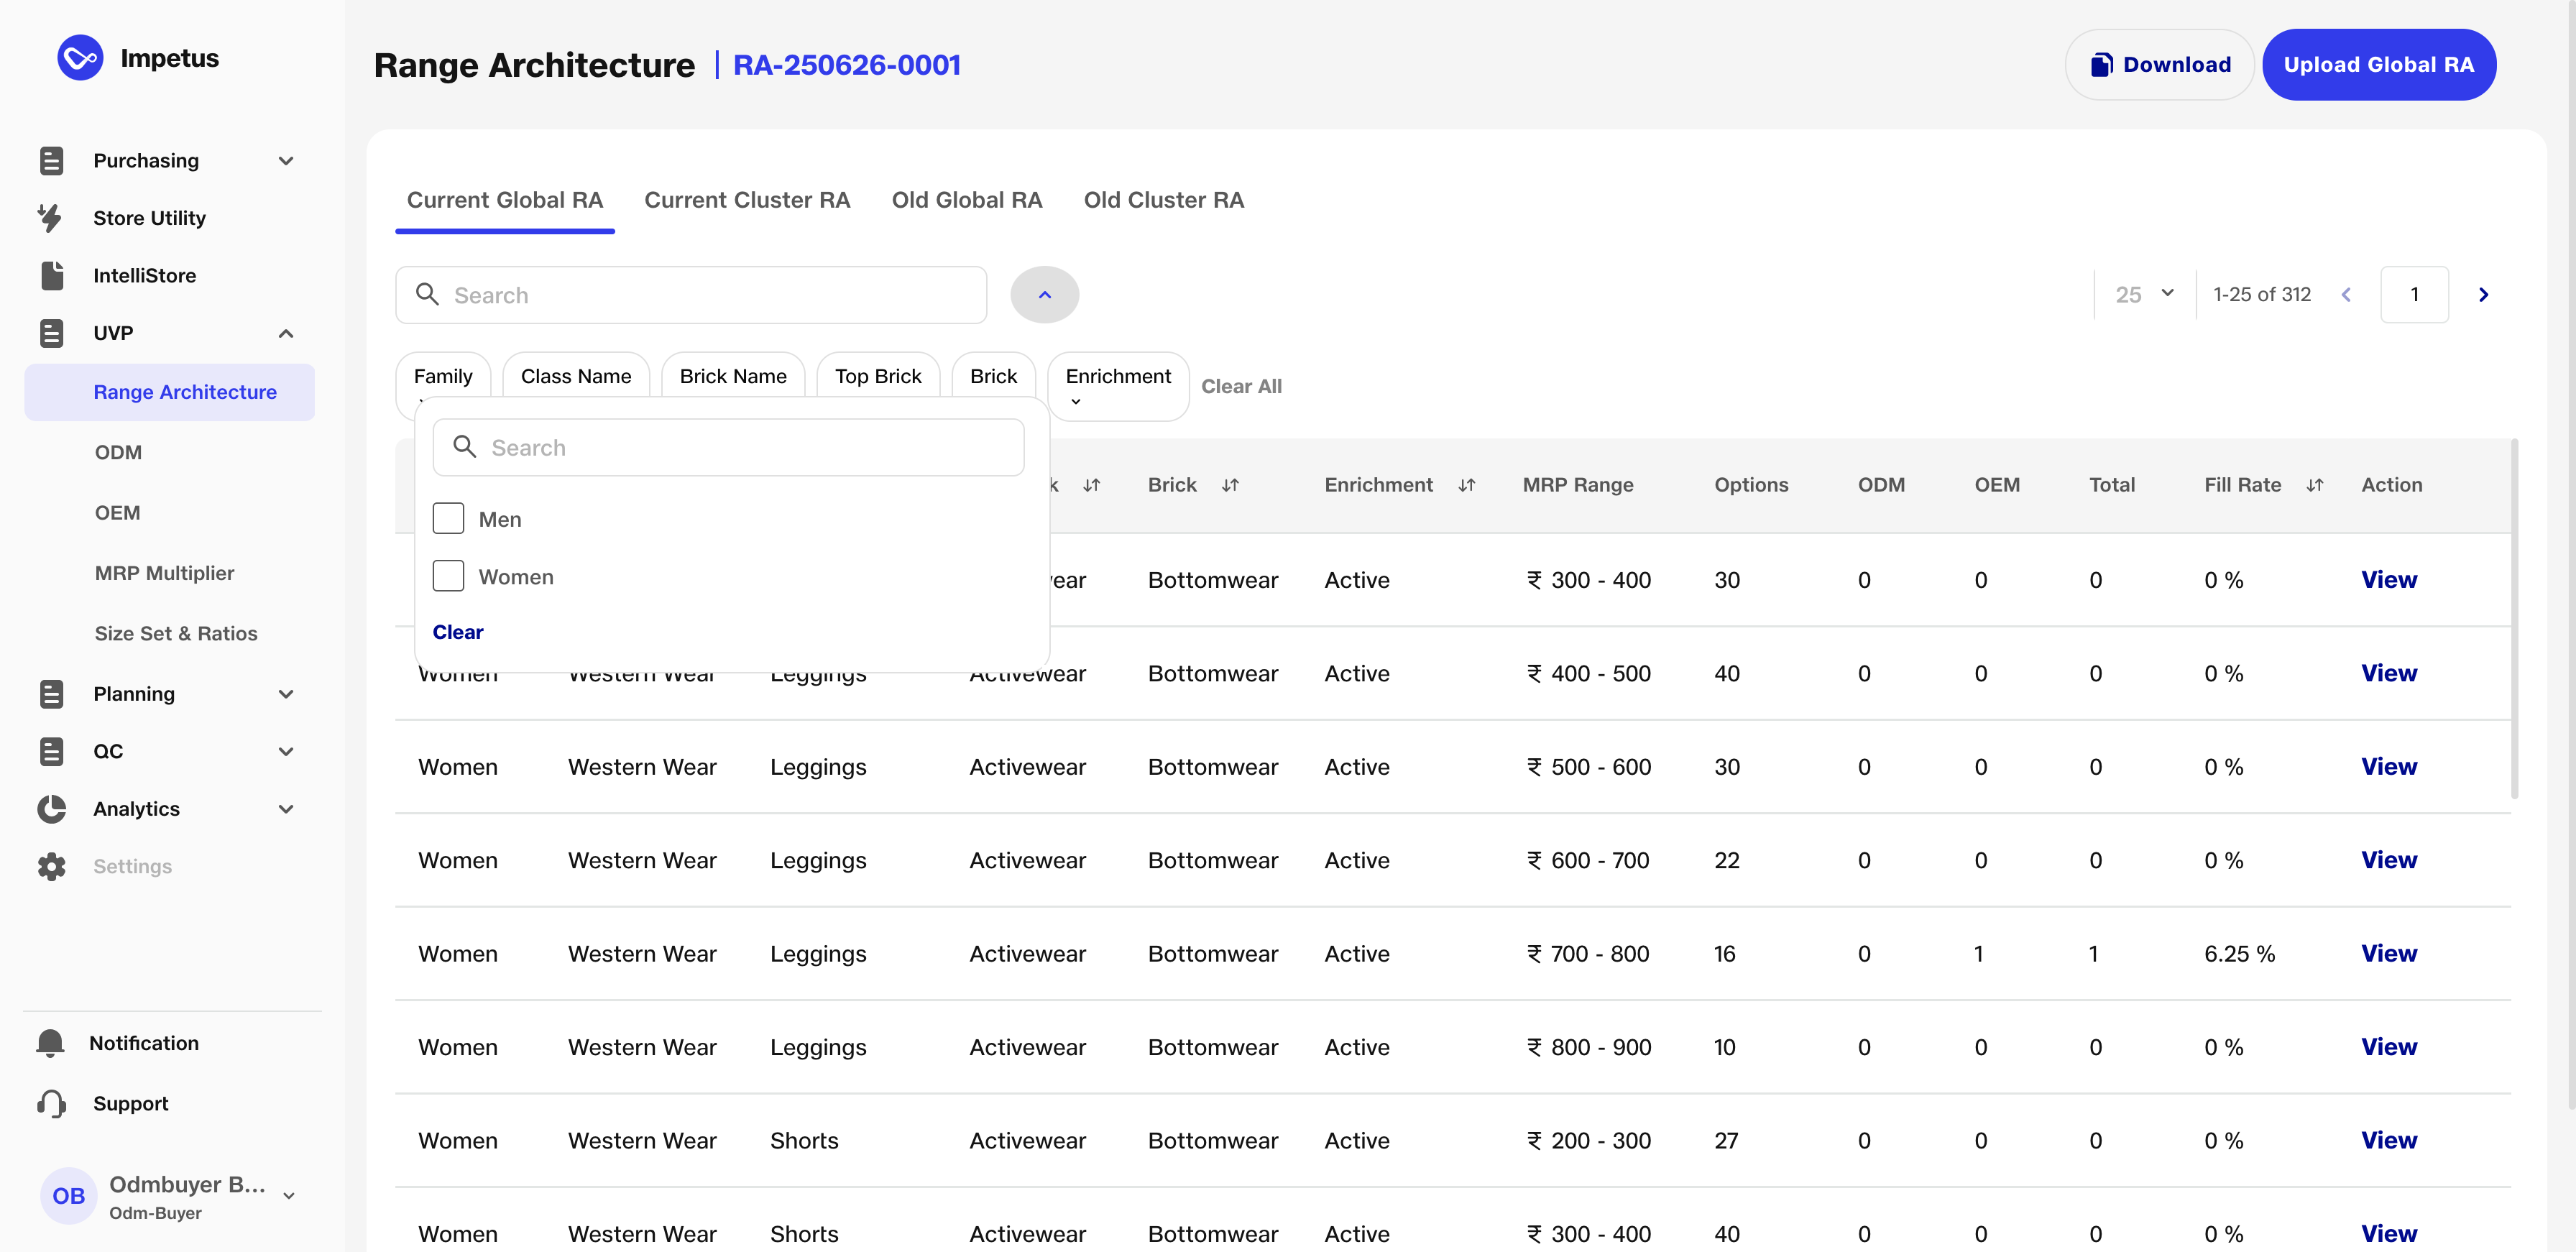 Impetus
Purchasing
Store Utility
IntelliStore
UVP
Range Architecture
ODM
OEM
MRP Multiplier
Size Set & Ratios
Planning
QC
Analytics
Settings
Notification
Support
OB
Odmbuyer B...
Odm-Buyer
Range Architecture | RA-250626-0001
Download
Upload Global RA
Current Global RA Current Cluster RA Old Global RA Old Cluster RA
Search
25 1-25 of 312 1
Family Class Name Brick Name Top Brick Brick Enrichment Clear All
Search
Men
Women
Clear
k Brick Enrichment MRP Range Options ODM OEM Total Fill Rate Action
ear Bottomwear Active ₹ 300 - 400 30 0 0 0 0 % View
Women Western Wear Leggings Activewear Bottomwear Active ₹ 400 - 500 40 0 0 0 0 % View
Women Western Wear Leggings Activewear Bottomwear Active ₹ 500 - 600 30 0 0 0 0 % View
Women Western Wear Leggings Activewear Bottomwear Active ₹ 600 - 700 22 0 0 0 0 % View
Women Western Wear Leggings Activewear Bottomwear Active ₹ 700 - 800 16 0 1 1 6.25 % View
Women Western Wear Leggings Activewear Bottomwear Active ₹ 800 - 900 10 0 0 0 0 % View
Women Western Wear Shorts Activewear Bottomwear Active ₹ 200 - 300 27 0 0 0 0 % View
Women Western Wear Shorts Activewear Bottomwear Active ₹ 300 - 400 40 0 0 0 0 % View